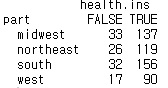 health.ins
part FALSE TRUE
midwest 33 137
northeast 26 119
south 32 156
west 17 90